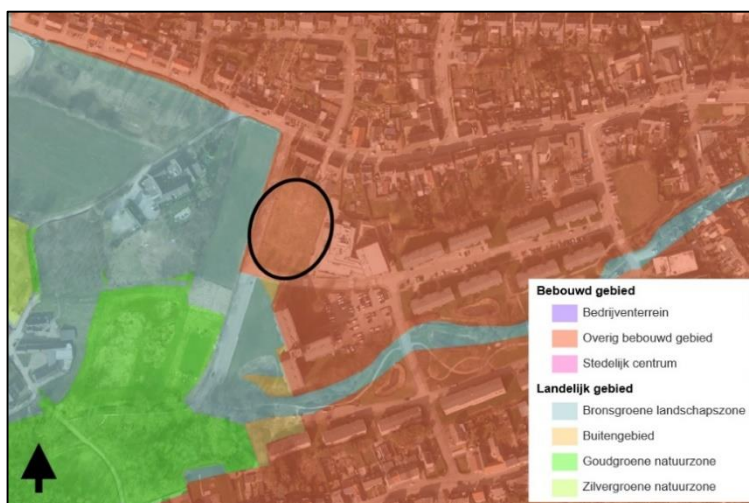 Bebouwd gebied
Bedrijventerrein
Overig bebouwd gebied
Stedelijk centrum
Landelijk gebied
Bronsgroene landschapszone
Buitengebied
Goudgroene natuurzone
Zilvergroene natuurzone